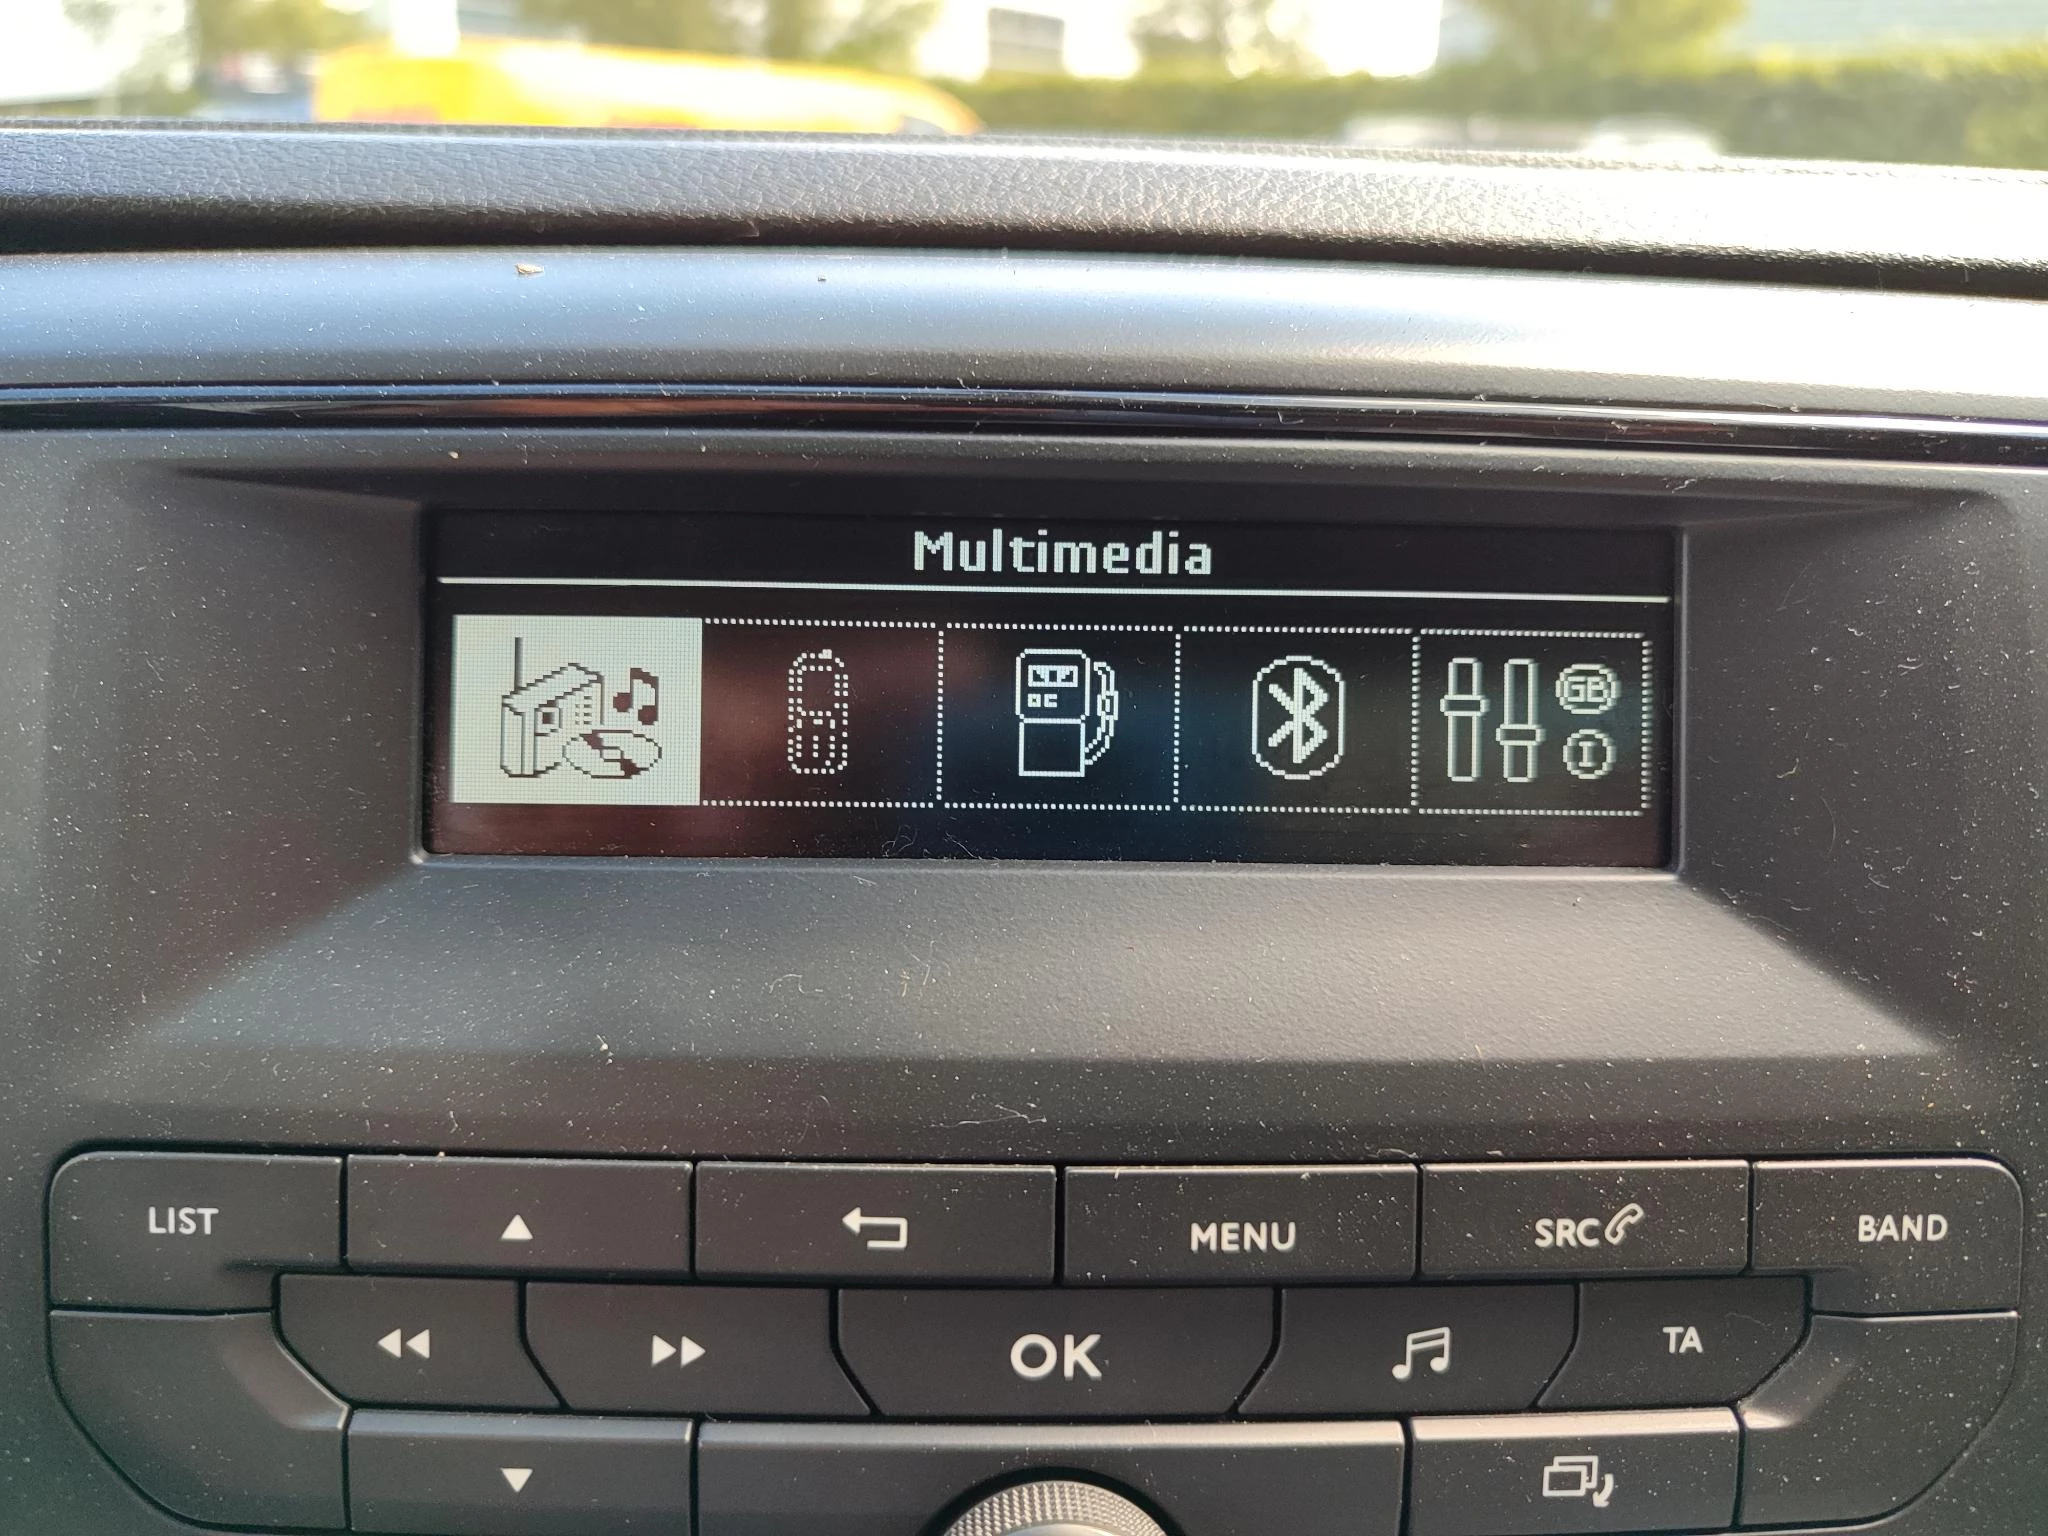 Multimedia
GB
I
LIST
MENU
SRC
BAND
OK
TA